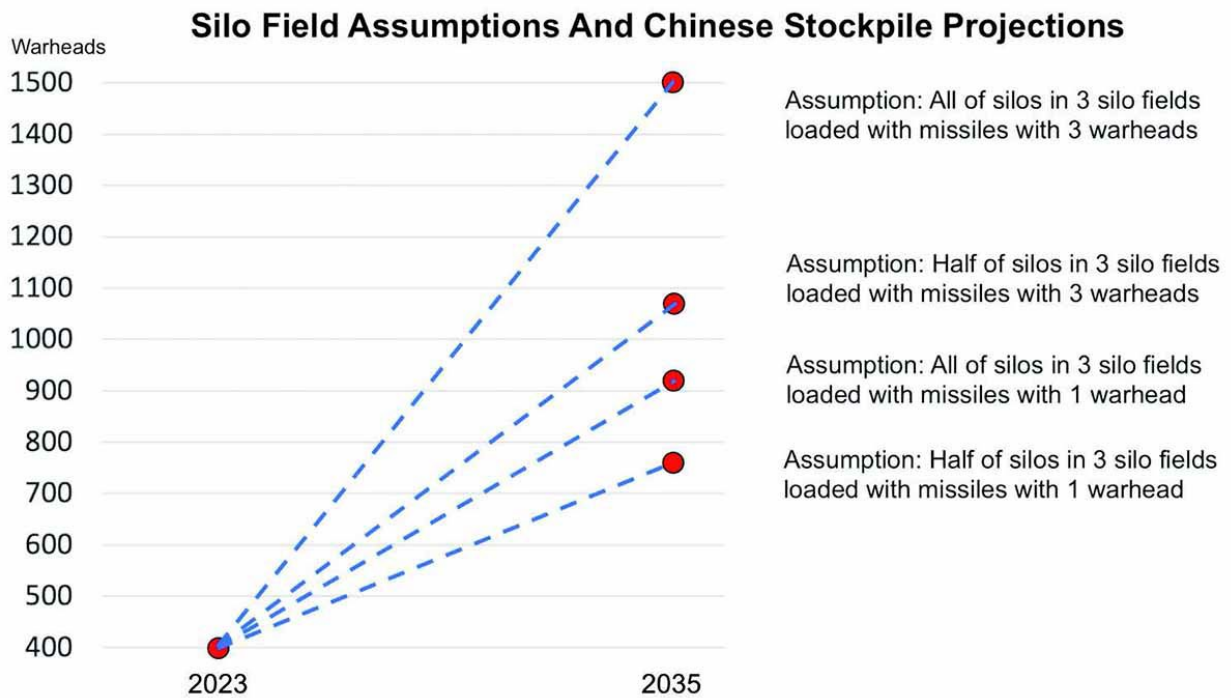 Silo Field Assumptions And Chinese Stockpile Projections
Warheads
1500
1400
1300
1200
1100
1000
900
800
700
600
500
400
2023
2035
Assumption: All of silos in 3 silo fields
loaded with missiles with 3 warheads
Assumption: Half of silos in 3 silo fields
loaded with missiles with 3 warheads
Assumption: All of silos in 3 silo fields
loaded with missiles with 1 warhead
Assumption: Half of silos in 3 silo fields
loaded with missiles with 1 warhead